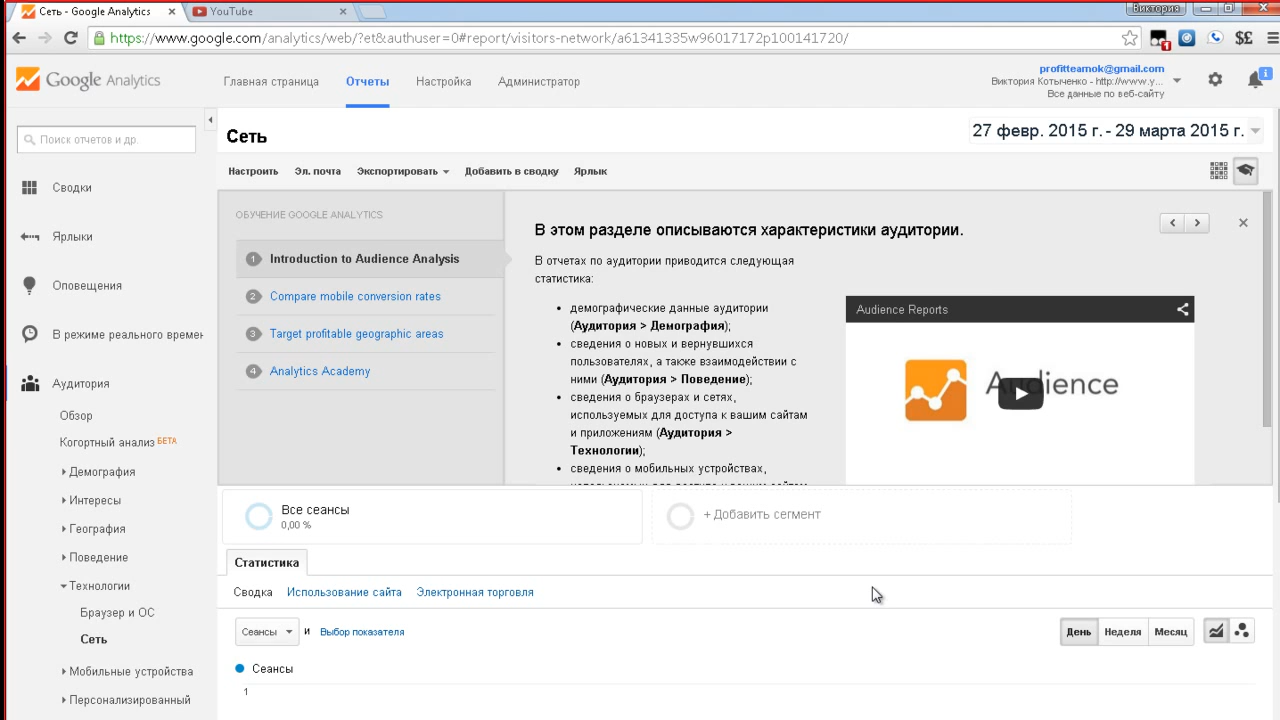 Сеть - Google Analytics
YouTube
Виктория
https://www.google.com/analytics/web/?et&authuser=0#report/visitors-network/a61341335w96017172p100141720/
1
$€
Google Analytics
Главная страница
Отчеты
Настройка
Администратор
profitteamok@gmail.com
Виктория Котыченко - http://www.y...
Все данные по веб-сайту
Поиск отчетов и др.
Сводки
Ярлыки
Оповещения
В режиме реального времен
Аудитория
Обзор
Когортный анализ БЕТА
Демография
Интересы
География
Поведение
Технологии
Браузер и ОС
Сеть
Мобильные устройства
Персонализированный
Сеть
27 февр. 2015 г. - 29 марта 2015 г.
Настроить
Эл. почта
Экспортировать
Добавить в сводку
Ярлык
ОБУЧЕНИЕ GOOGLE ANALYTICS
1 Introduction to Audience Analysis
2 Compare mobile conversion rates
3 Target profitable geographic areas
4 Analytics Academy
В этом разделе описываются характеристики аудитории.
В отчетах по аудитории приводится следующая
статистика:
• демографические данные аудитории
(Аудитория > Демография);
• сведения о новых и вернувшихся
пользователях, а также взаимодействии с
ними (Аудитория > Поведение);
• сведения о браузерах и сетях,
используемых для доступа к вашим сайтам
и приложениям (Аудитория >
Технологии);
• сведения о мобильных устройствах,
Audience Reports
Audience
Все сеансы
0,00 %
+ Добавить сегмент
Статистика
Сводка
Использование сайта
Электронная торговля
Сеансы
и
Выбор показателя
День
Неделя
Месяц
Сеансы
1